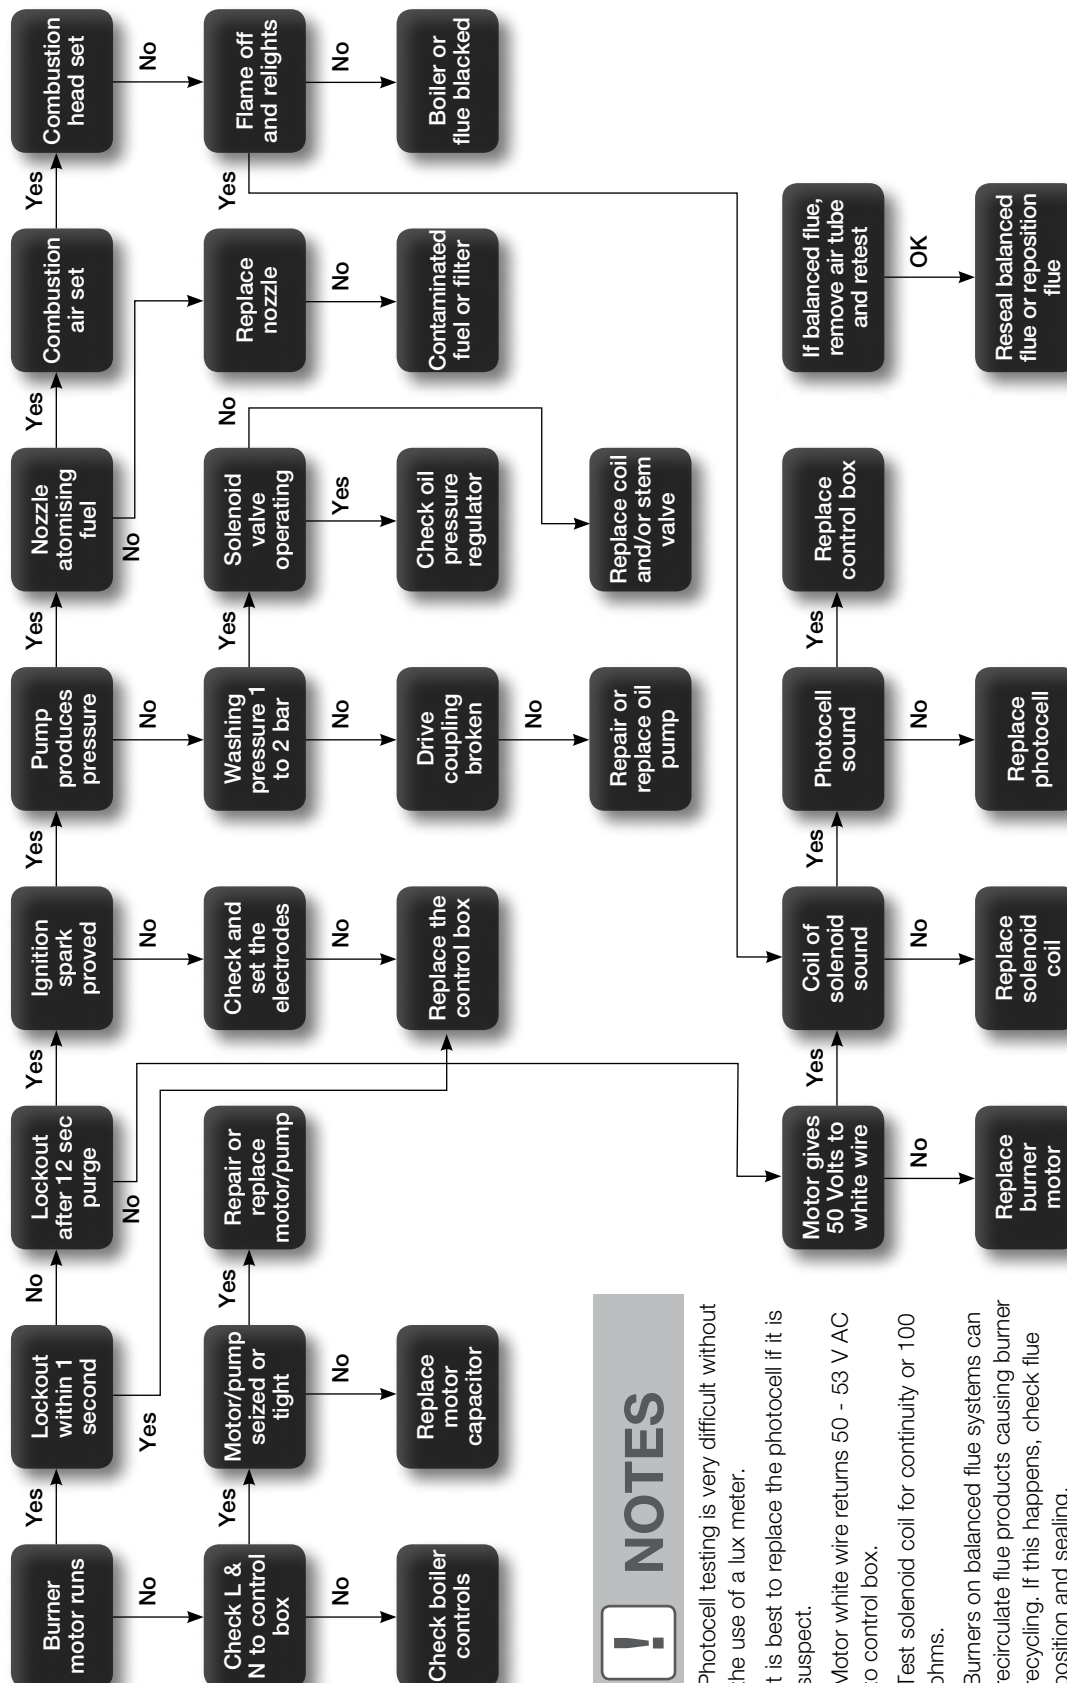 Burner
motor runs
Yes
Lockout
within 1
second
No
Lockout
after 12 sec
purge
Yes
Ignition
spark
proved
Yes
Pump
produces
pressure
Yes
Nozzle
atomising
fuel
Yes
Combustion
air set
Yes
Combustion
head set
No
Yes
No
No
No
No
No
Check L &
N to control
box
Yes
Motor/pump
seized or
tight
Yes
Repair or
replace
motor/pump
Check and
set the
electrodes
Washing
pressure 1
to 2 bar
Yes
Solenoid
valve
operating
No
Replace
nozzle
Yes
Flame off
and relights
No
No
No
No
Yes
No
No
Check boiler
controls
Replace
motor
capacitor
Replace the
control box
Drive
coupling
broken
Check oil
pressure
regulator
Contaminated
fuel or filter
Boiler or
flue blacked
No
Repair or
replace oil
pump
Replace coil
and/or stem
valve
Motor gives
50 Volts to
white wire
Yes
Coil of
solenoid
sound
Yes
Photocell
sound
Yes
Replace
control box
If balanced flue,
remove air tube
and retest
No
No
No
OK
Replace
burner
motor
Replace
solenoid
coil
Replace
photocell
Reseal balanced
flue or reposition
flue
!
NOTES
Photocell testing is very difficult without
the use of a lux meter.
t is best to replace the photocell if it is
suspect.
Motor white wire returns 50 - 53 V AC
to control box.
Test solenoid coil for continuity or 100
ohms.
Burners on balanced flue systems can
recirculate flue products causing burner
recycling. If this happens, check flue
position and sealing.